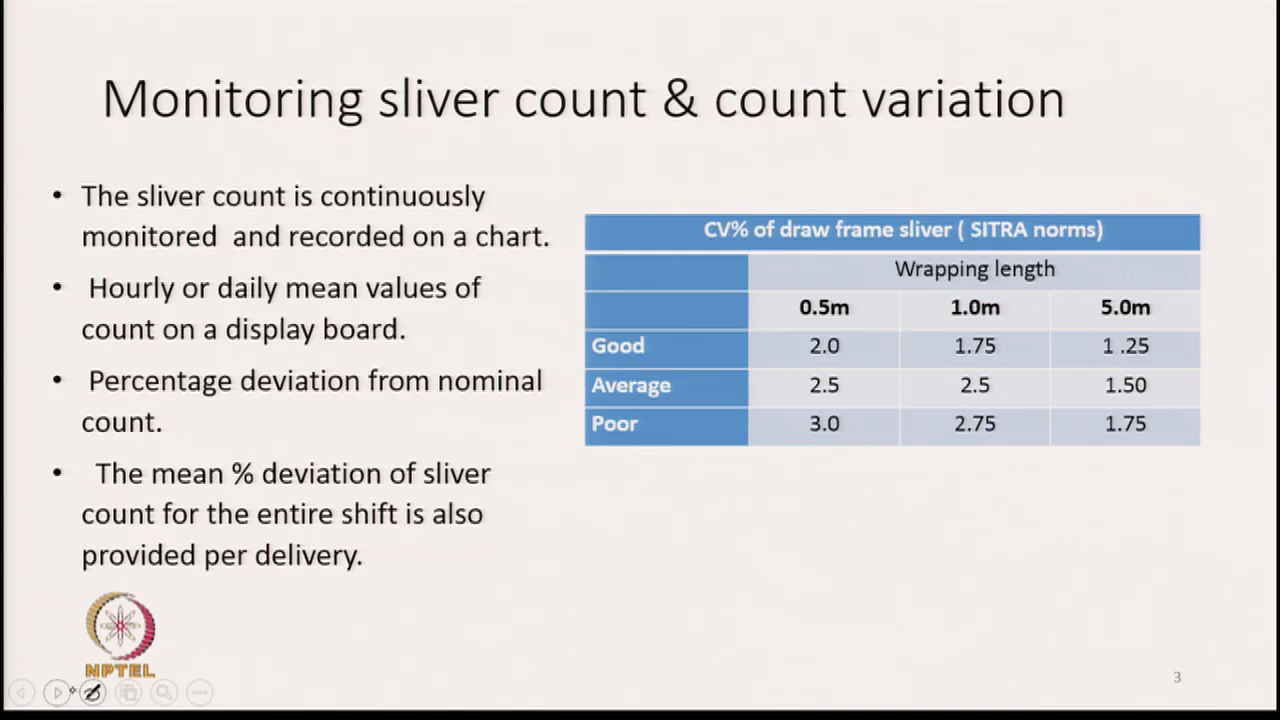 Monitoring sliver count & count variation
• The sliver count is continuously
monitored and recorded on a chart.
• Hourly or daily mean values of
count on a display board.
• Percentage deviation from nominal
count.
• The mean % deviation of sliver
count for the entire shift is also
provided per delivery.
CV% of draw frame sliver ( SITRA norms)
Wrapping length
0.5m 1.0m 5.0m
Good 2.0 1.75 1 .25
Average 2.5 2.5 1.50
Poor 3.0 2.75 1.75
NPTEL
3